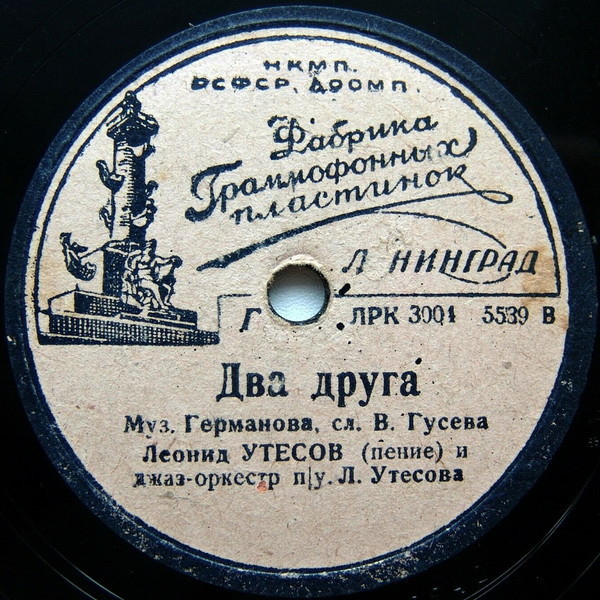 НКМП.
РСФСР. ЛООМП.
Фабрика
Граммофонных
пластинок
Л НИНГРАД
Г ЛРК 3001 5539 В
Два друга
Муз. Германова, сл. В. Гусева
Леонид УТЕСОВ (пение) и
джаз-оркестр п/у. Л. Утесова